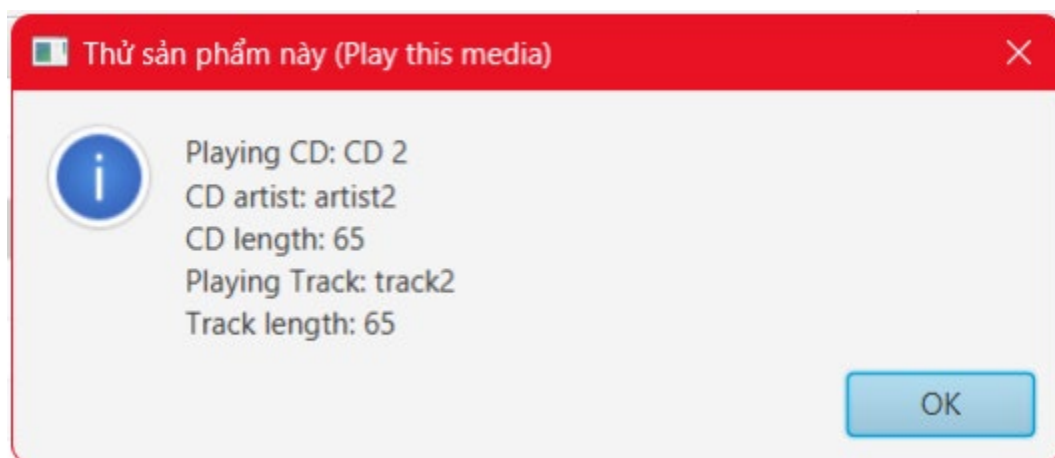 Thử sản phẩm này (Play this media)
Playing CD: CD 2
CD artist: artist2
CD length: 65
Playing Track: track2
Track length: 65
OK